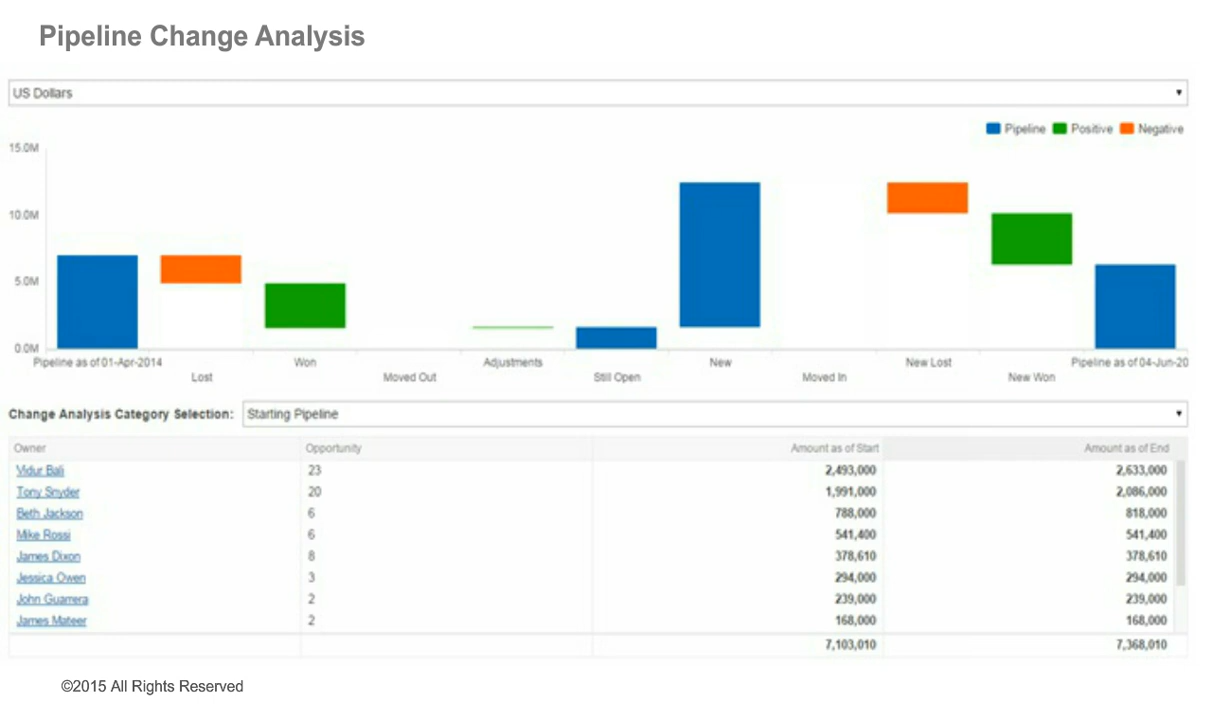 Pipeline Change Analysis
US Dollars
Pipeline Positive Negative
15.0M
10.0M
5.0M
0.0M
Pipeline as of 01-Apr-2014 Won Adjustments New New Lost Pipeline as of 04-Jun-20
Lost Moved Out Still Open Moved In New Won
Change Analysis Category Selection: Starting Pipeline
Owner Opportunity Amount as of Start Amount as of End
Vidur Bali 23 2,493,000 2,633,000
Tony Snyder 20 1,991,000 2,086,000
Beth Jackson 6 788,000 818,000
Mike Rossi 6 541,400 541,400
James Dixon 8 378,610 378,610
Jessica Owen 3 294,000 294,000
John Guarrera 2 239,000 239,000
James Mateer 2 168,000 168,000
7,103,010 7,368,010
©2015 All Rights Reserved